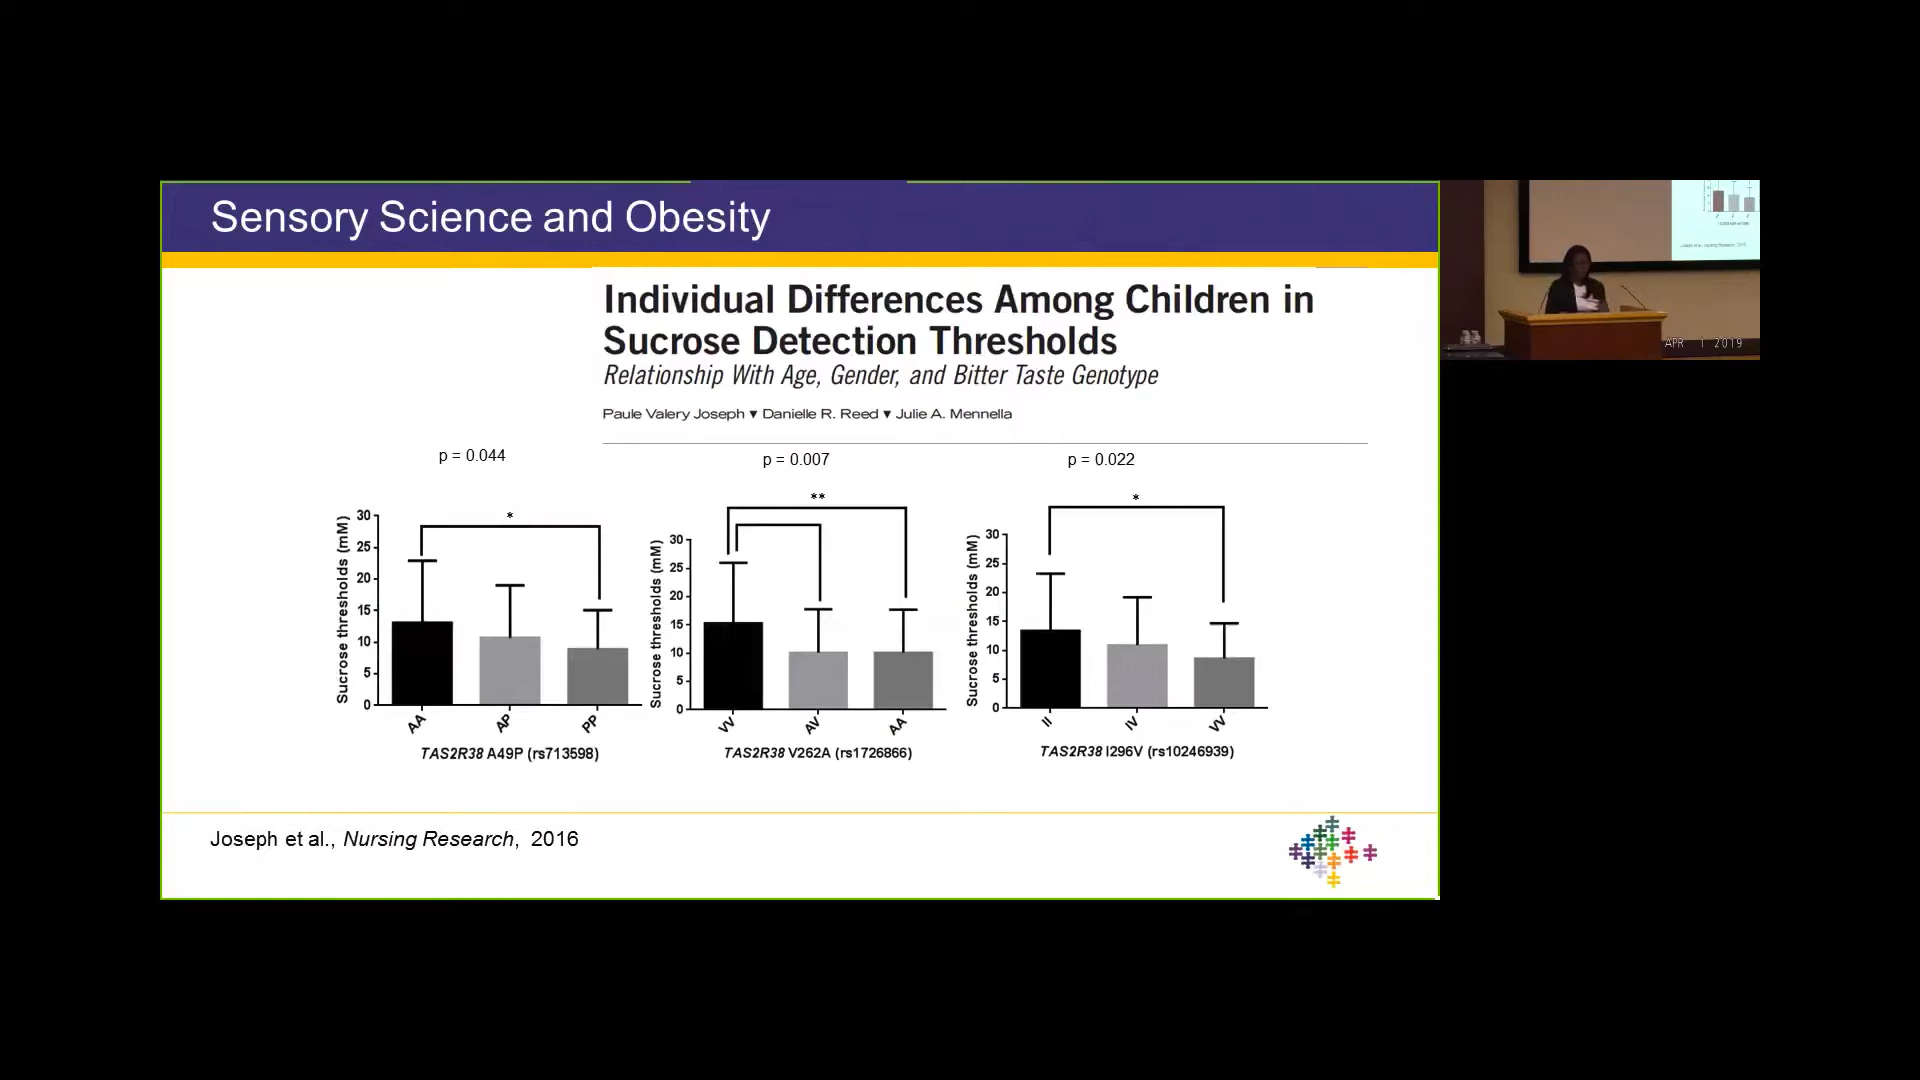 Sensory Science and Obesity
Individual Differences Among Children in
Sucrose Detection Thresholds
Relationship With Age, Gender, and Bitter Taste Genotype
Paule Valery Joseph ▾ Danielle R. Reed ▾ Julie A. Mennella
p = 0.044
p = 0.007
p = 0.022
*
**
*
Sucrose thresholds (mM)
30
25
20
15
10
5
0
AA
AP
PP
TAS2R38 A49P (rs713598)
Sucrose thresholds (mM)
30
25
20
15
10
5
0
VV
AV
AA
TAS2R38 V262A (rs1726866)
Sucrose thresholds (mM)
30
25
20
15
10
5
0
II
IV
VV
TAS2R38 I296V (rs10246939)
Joseph et al., Nursing Research, 2016
APR 1 2019